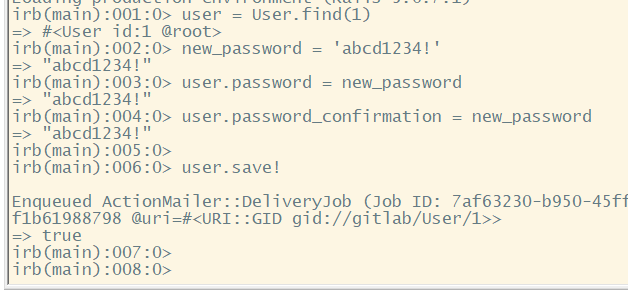 Loading production environment (Rails 5.0.7.1)
irb(main):001:0> user = User.find(1)
=> #<User id:1 @root>
irb(main):002:0> new_password = 'abcd1234!'
=> "abcd1234!"
irb(main):003:0> user.password = new_password
=> "abcd1234!"
irb(main):004:0> user.password_confirmation = new_password
=> "abcd1234!"
irb(main):005:0>
irb(main):006:0> user.save!
Enqueued ActionMailer::DeliveryJob (Job ID: 7af63230-b950-45ff
f1b61988798 @uri=#<URI::GID gid://gitlab/User/1>>
=> true
irb(main):007:0>
irb(main):008:0>